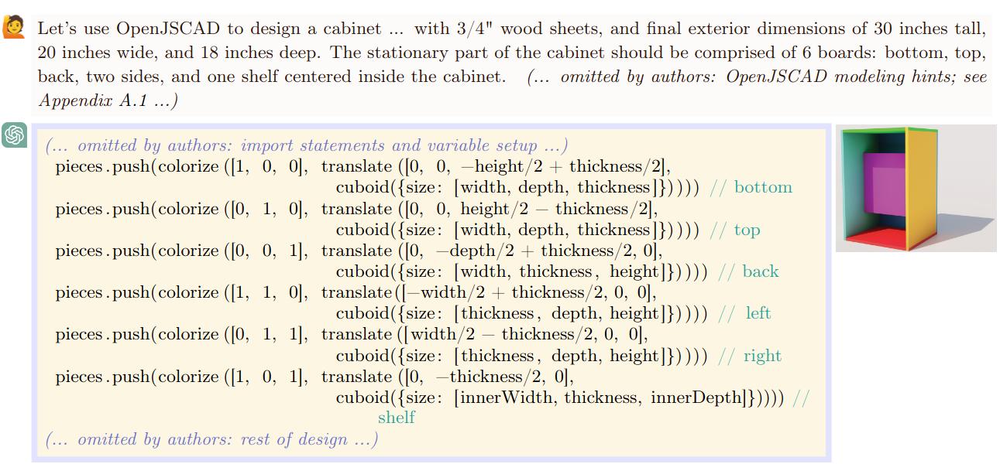 Let's use OpenJSCAD to design a cabinet ... with 3/4" wood sheets, and final exterior dimensions of 30 inches tall,
20 inches wide, and 18 inches deep. The stationary part of the cabinet should be comprised of 6 boards: bottom, top,
back, two sides, and one shelf centered inside the cabinet. (... omitted by authors: OpenJSCAD modeling hints; see
Appendix A.1 ...)
(... omitted by authors: import statements and variable setup ...)
pieces.push(colorize([1, 0, 0], translate([0, 0, −height/2 + thickness/2],
cuboid({size: [width, depth, thickness]})))) // bottom
pieces.push(colorize([0, 1, 0], translate([0, 0, height/2 − thickness/2],
cuboid({size: [width, depth, thickness]})))) // top
pieces.push(colorize([0, 0, 1], translate([0, −depth/2 + thickness/2, 0],
cuboid({size: [width, thickness, height]})))) // back
pieces.push(colorize([1, 1, 0], translate([−width/2 + thickness/2, 0, 0],
cuboid({size: [thickness, depth, height]})))) // left
pieces.push(colorize([0, 1, 1], translate([width/2 − thickness/2, 0, 0],
cuboid({size: [thickness, depth, height]})))) // right
pieces.push(colorize([1, 0, 1], translate([0, −thickness/2, 0],
cuboid({size: [innerWidth, thickness, innerDepth]})))) //
shelf
(... omitted by authors: rest of design ...)